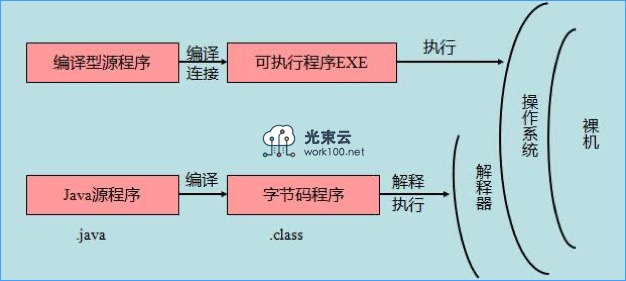 编译型源程序
编译
连接
可执行程序EXE
执行
操作系统
裸机
光束云
work100.net
Java源程序
编译
字节码程序
解释
执行
解释器
.java
.class